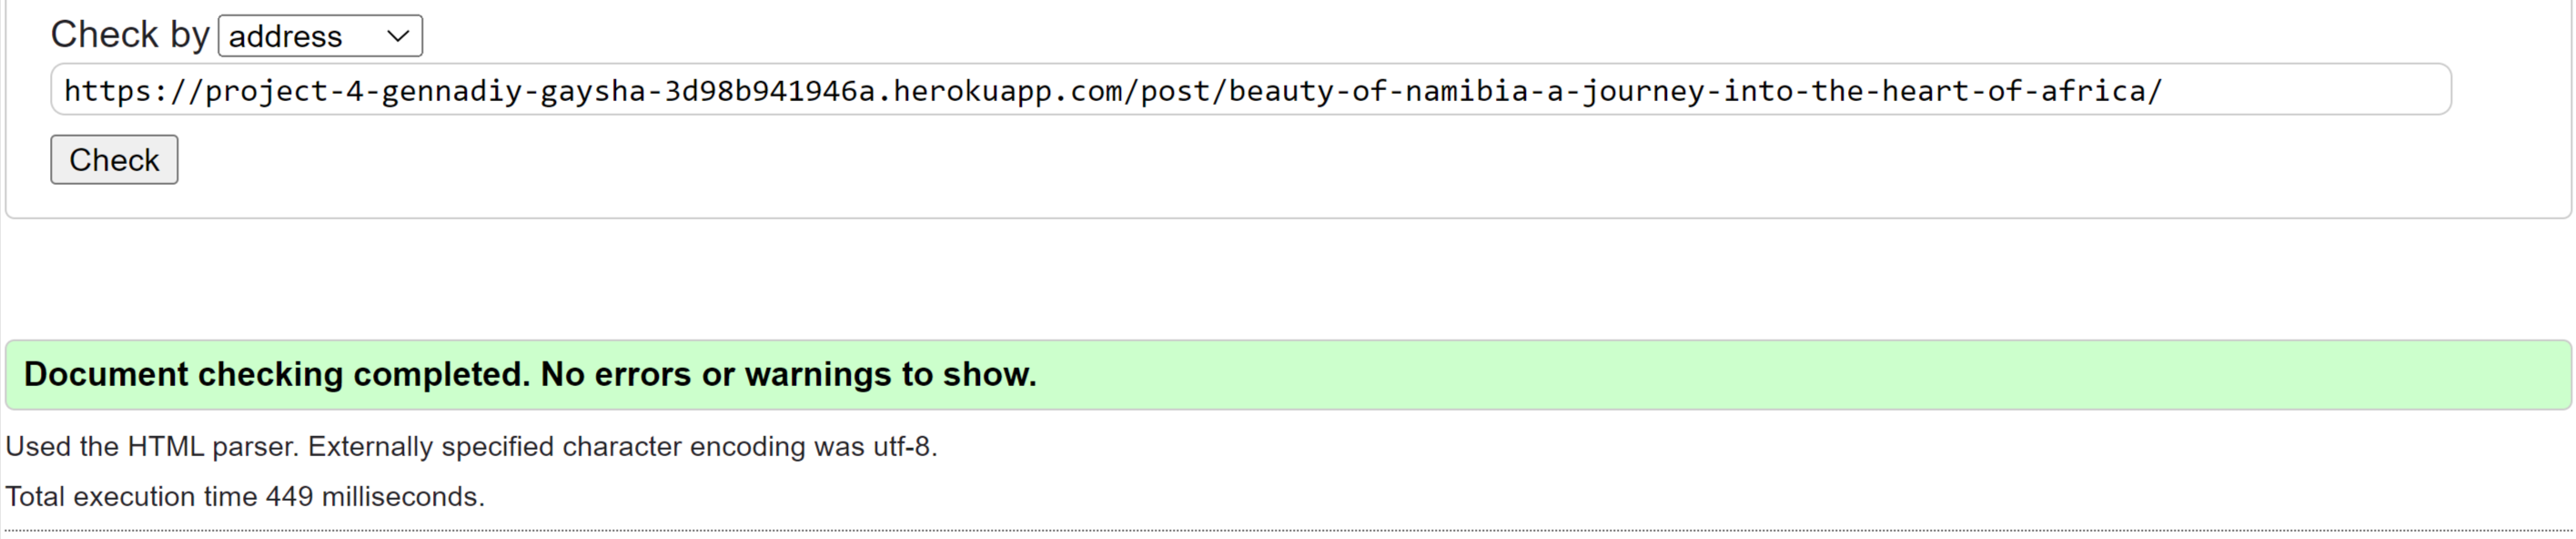 Check by address
https://project-4-gennadiy-gaysha-3d98b941946a.herokuapp.com/post/beauty-of-namibia-a-journey-into-the-heart-of-africa/
Check
Document checking completed. No errors or warnings to show.
Used the HTML parser. Externally specified character encoding was utf-8.
Total execution time 449 milliseconds.